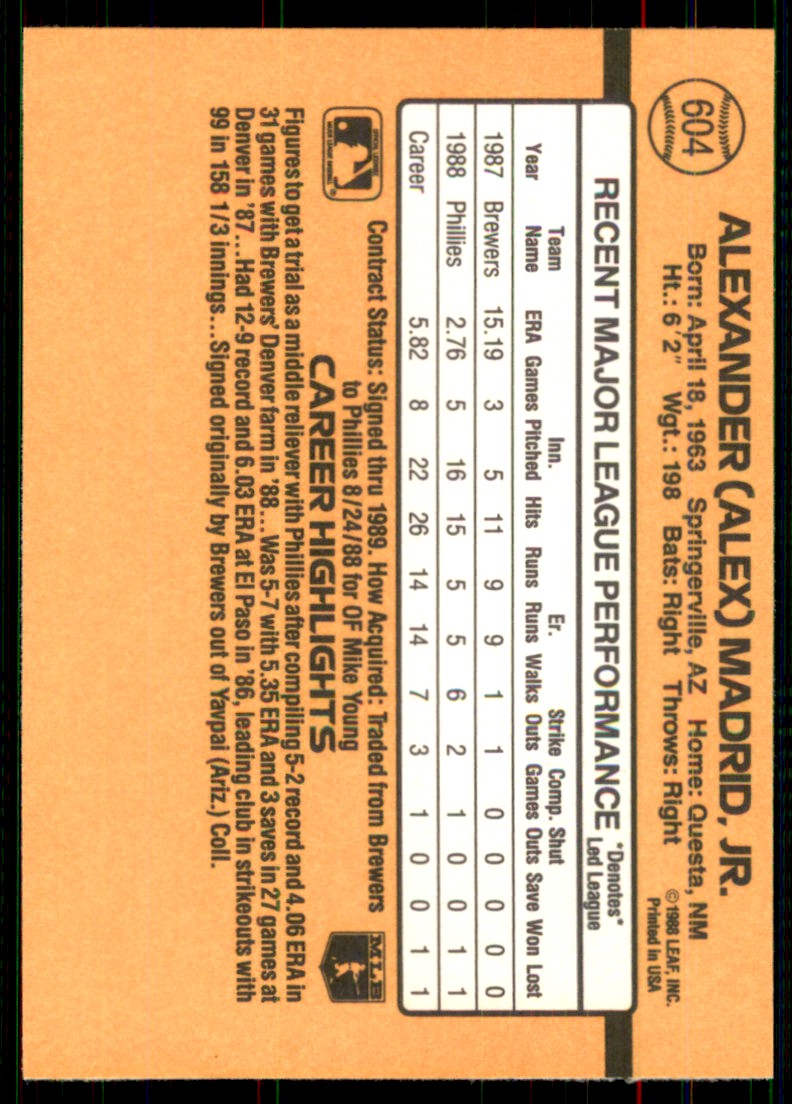 604
ALEXANDER (ALEX) MADRID, JR.
Born: April 18, 1963 Springerville, AZ Home: Questa, NM
Ht.: 6'2" Wgt.: 198 Bats: Right Throws: Right
©1988 LEAF, INC.
Printed in USA
RECENT MAJOR LEAGUE PERFORMANCE *Denotes*
Led League
Team Inn. Er. Strike Comp. Shut
Year Name ERA Games Pitched Hits Runs Runs Walks Outs Games Outs Save Won Lost
1987 Brewers 15.19 3 5 11 9 9 1 1 0 0 0 0 0
1988 Phillies 2.76 5 16 15 5 5 6 2 1 0 0 1 1
Career 5.82 8 22 26 14 14 7 3 1 0 0 1 1
Contract Status: Signed thru 1989. How Acquired: Traded from Brewers
to Phillies 8/24/88 for OF Mike Young
MLB
CAREER HIGHLIGHTS
Figures to get a trial as a middle reliever with Phillies after compiling 5-2 record and 4.06 ERA in
31 games with Brewers' Denver farm in '88...Was 5-7 with 5.35 ERA and 3 saves in 27 games at
Denver in '87...Had 12-9 record and 6.03 ERA at El Paso in '86, leading club in strikeouts with
99 in 158 1/3 innings...Signed originally by Brewers out of Yavpai (Ariz.) Coll.